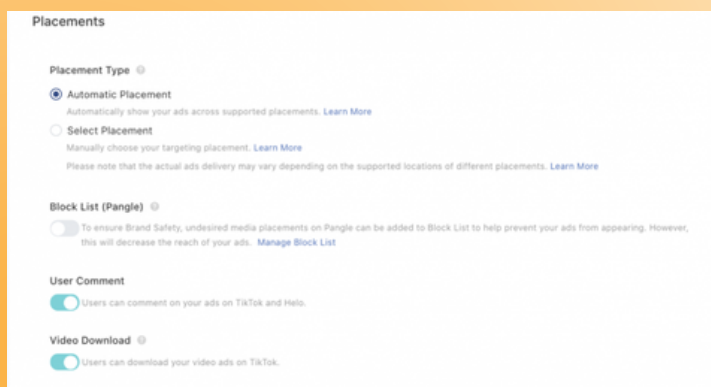 Placements
Placement Type
Automatic Placement
Automatically show your ads across supported placements. Learn More
Select Placement
Manually choose your targeting placement. Learn More
Please note that the actual ads delivery may vary depending on the supported locations of different placements. Learn More
Block List (Pangle)
To ensure Brand Safety, undesired media placements on Pangle can be added to Block List to help prevent your ads from appearing. However,
this will decrease the reach of your ads. Manage Block List
User Comment
Users can comment on your ads on TikTok and Helo.
Video Download
Users can download your video ads on TikTok.